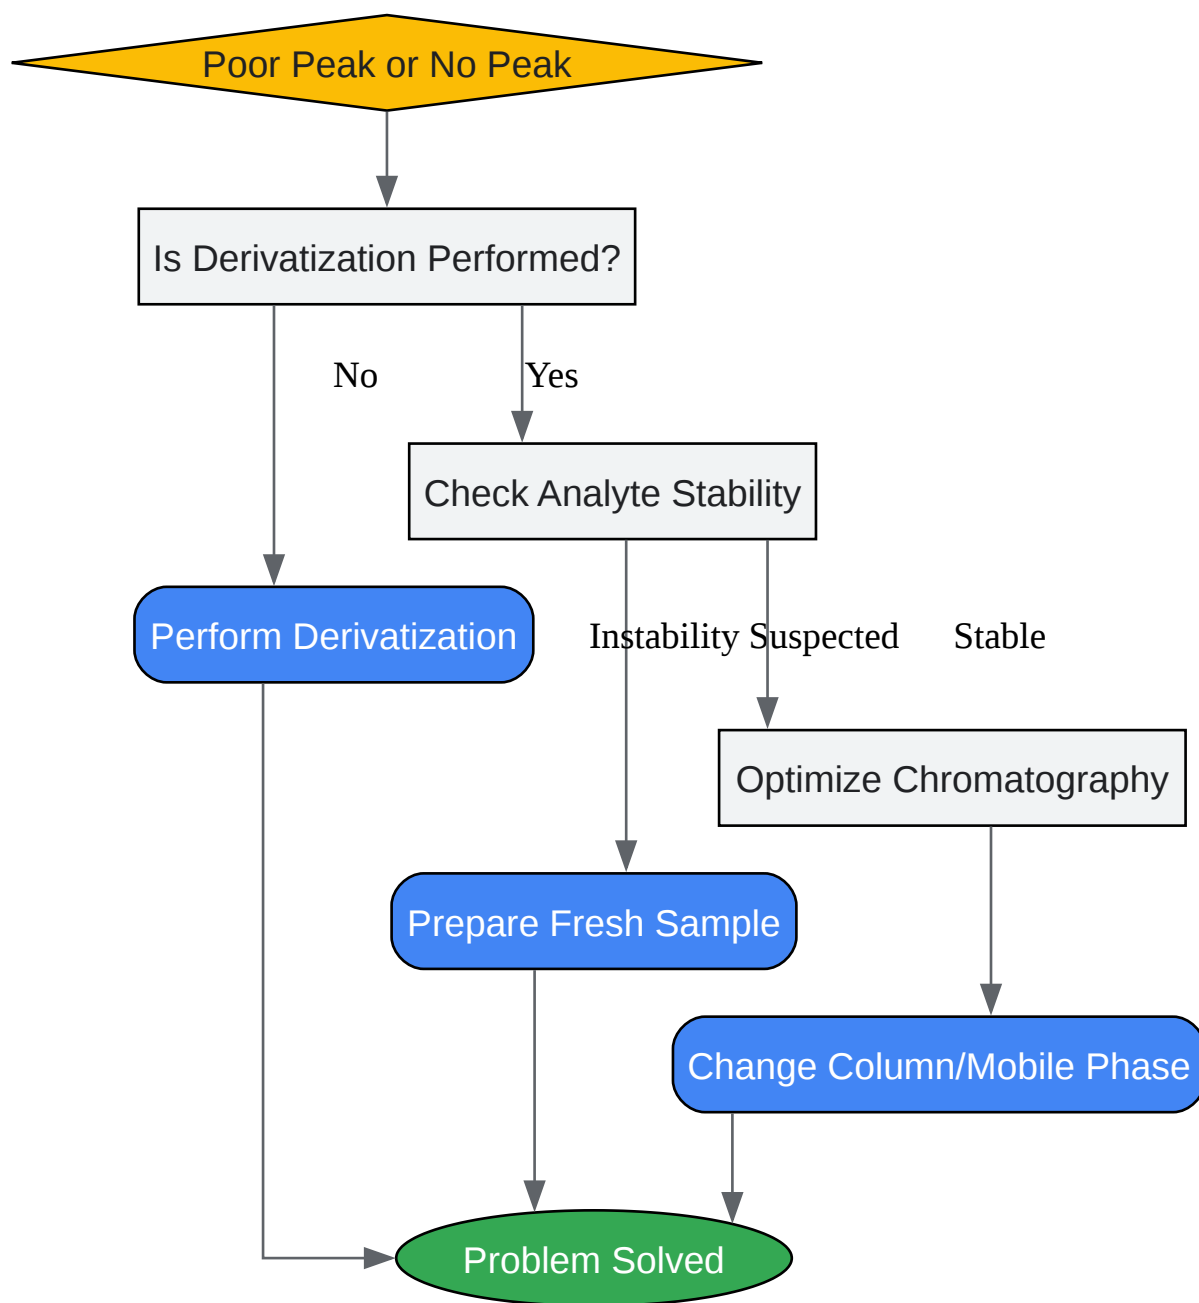 Poor Peak or No Peak
Is Derivatization Performed?
No
Yes
Check Analyte Stability
Perform Derivatization
Instability Suspected
Stable
Optimize Chromatography
Prepare Fresh Sample
Change Column/Mobile Phase
Problem Solved